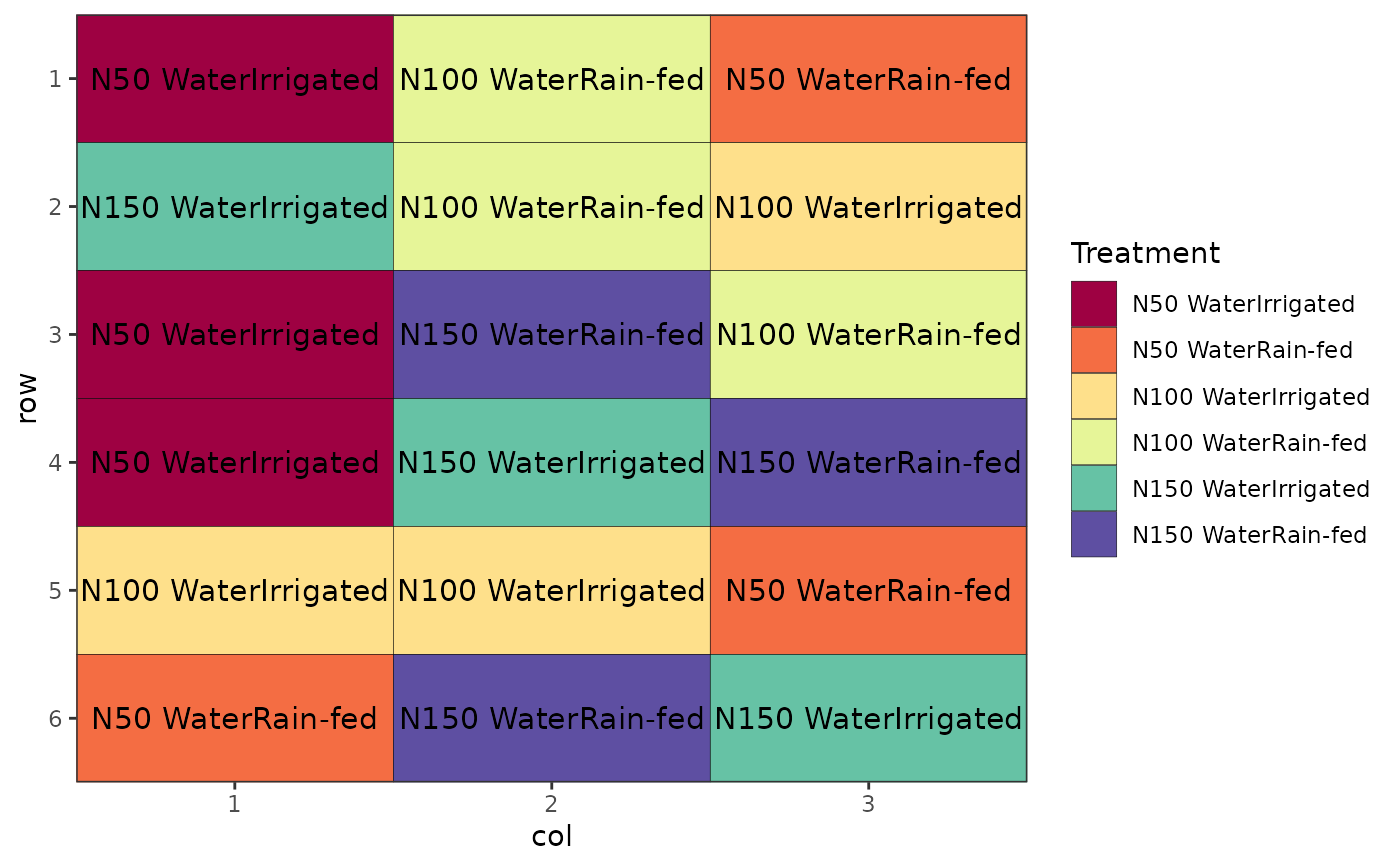 1
N50 WaterIrrigated
N100 WaterRain-fed
N50 WaterRain-fed
2
N150 WaterIrrigated
N100 WaterRain-fed
N100 WaterIrrigated
3
N50 WaterIrrigated
N150 WaterRain-fed
N100 WaterRain-fed
4
N50 WaterIrrigated
N150 WaterIrrigated
N150 WaterRain-fed
5
N100 WaterIrrigated
N100 WaterIrrigated
N50 WaterRain-fed
6
N50 WaterRain-fed
N150 WaterRain-fed
N150 WaterIrrigated
row
1
2
3
col
Treatment
N50 WaterIrrigated
N50 WaterRain-fed
N100 WaterIrrigated
N100 WaterRain-fed
N150 WaterIrrigated
N150 WaterRain-fed